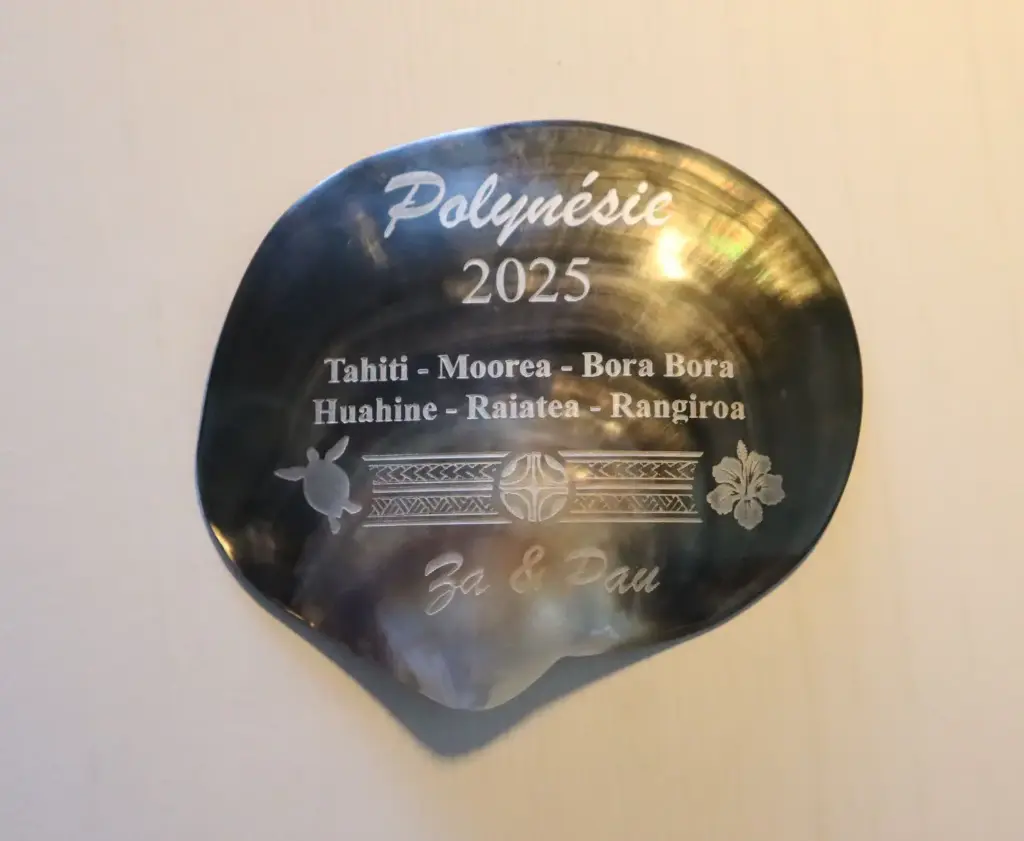 Polynésie
2025
Tahiti - Moorea - Bora Bora
Huahine - Raiatea - Rangiroa
Za & Pau